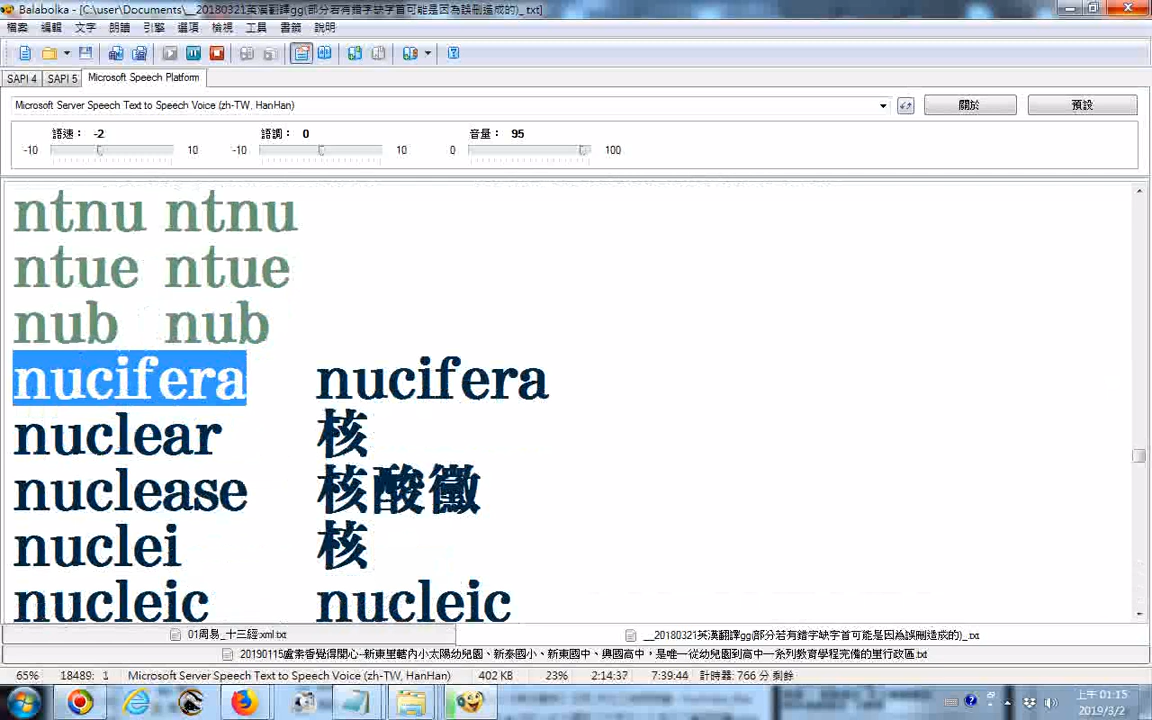 Balabolka - [C:\user\Documents\__20180321英漢翻譯gg(部分若有錯字缺字首可能是因為誤刪造成的)_.txt]
檔案 編輯 文字 朗讀 引擎 選項 檢視 工具 書籤 說明
SAPI 4 SAPI 5 Microsoft Speech Platform
Microsoft Server Speech Text to Speech Voice (zh-TW, HanHan) 關於 預設
語速： -2 語調： 0 音量： 95
-10 10 -10 10 0 100
ntnu ntnu
ntue ntue
nub nub
nucifera nucifera
nuclear 核
nuclease 核酸黴
nuclei 核
nucleic nucleic
01周易_十三經.xml.txt __20180321英漢翻譯gg(部分若有錯字缺字首可能是因為誤刪造成的)_.txt
20190115盧素香覺得開心--新東里轄內小太陽幼兒園、新泰國小、新東國中、興國高中，是唯一從幼兒園到高中一系列教育學程完備的里行政區.txt
65% 18489: 1 Microsoft Server Speech Text to Speech Voice (zh-TW, HanHan) 402 KB 23% 2:14:37 7:39:44 計時器: 766 分 剩餘
上午 01:15
2019/3/2